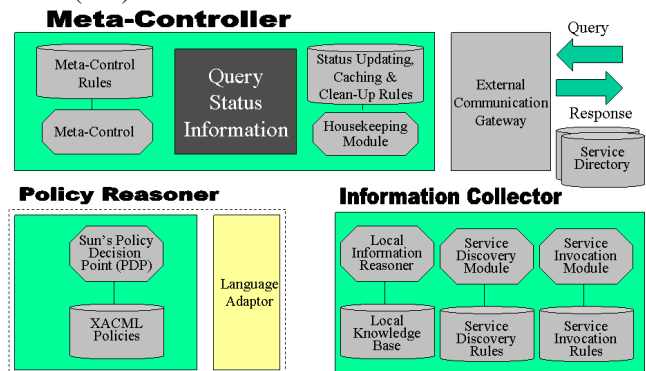 Meta-Controller
Meta-Control
Rules
Meta-Control
Query
Status
Information
Status Updating,
Caching &
Clean-Up Rules
Housekeeping
Module
External
Communication
Gateway
Query
Response
Service
Directory
Policy Reasoner
Sun's Policy
Decision
Point (PDP)
XACML
Policies
Language
Adaptor
Information Collector
Local
Information
Reasoner
Service
Discovery
Module
Service
Invocation
Module
Local
Knowledge
Base
Service
Discovery
Rules
Service
Invocation
Rules